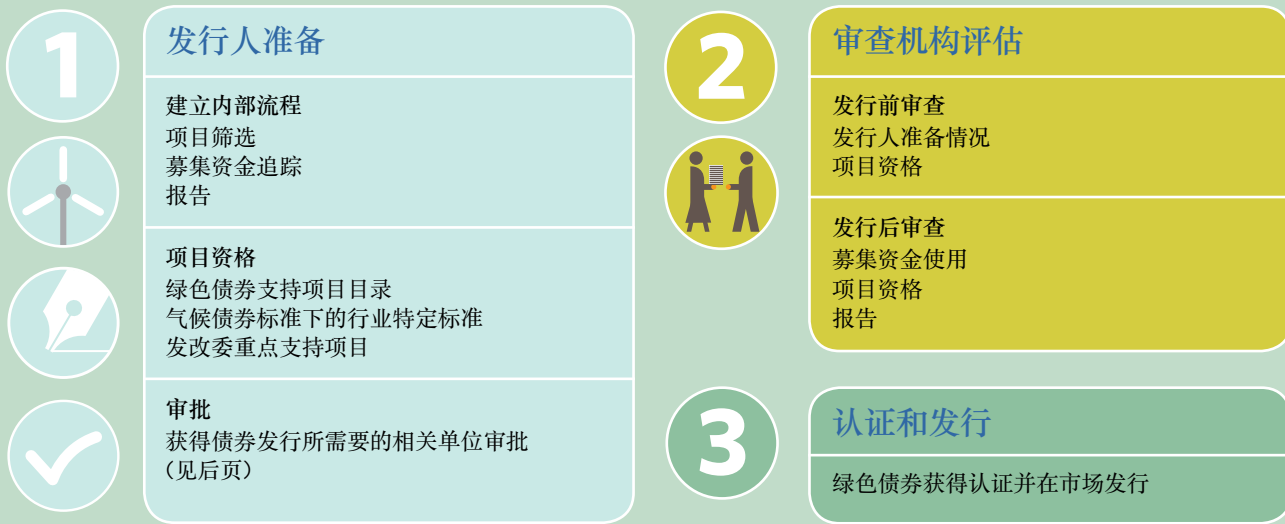 1
发行人准备
建立内部流程
项目筛选
募集资金追踪
报告
项目资格
绿色债券支持项目目录
气候债券标准下的行业特定标准
发改委重点支持项目
审批
获得债券发行所需要的相关单位审批
（见后页）
2
审查机构评估
发行前审查
发行人准备情况
项目资格
发行后审查
募集资金使用
项目资格
报告
3
认证和发行
绿色债券获得认证并在市场发行